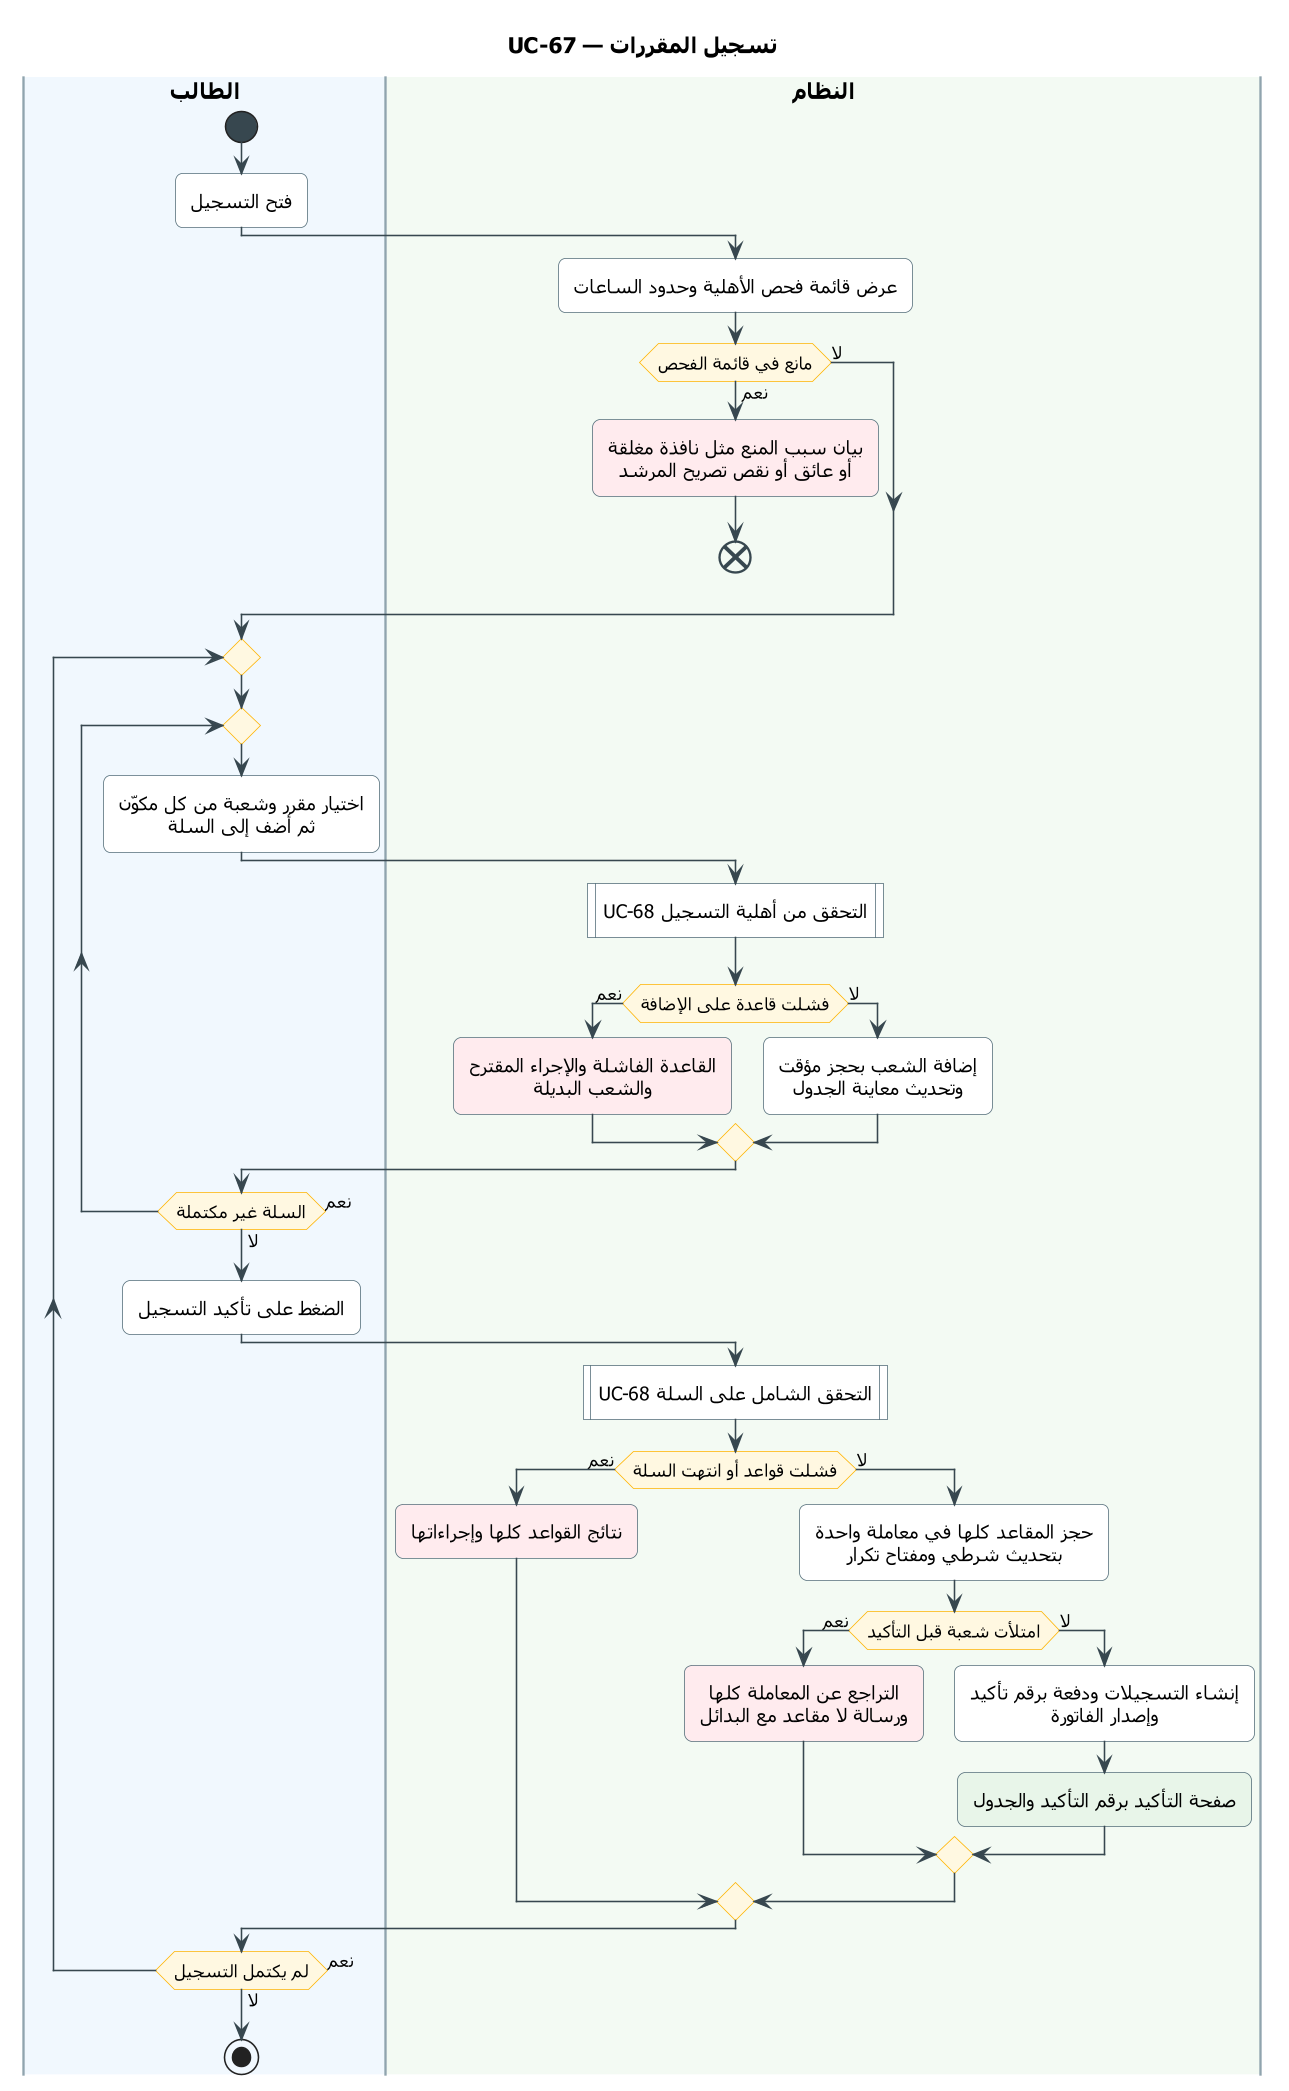 UC-67 — تسجيل المقررات
الطالب
النظام
فتح التسجيل
عرض قائمة فحص الأهلية وحدود الساعات
مانع في قائمة الفحص
لا
نعم
بيان سبب المنع مثل نافذة مغلقة
أو عائق أو نقص تصريح المرشد
اختيار مقرر وشعبة من كل مكوّن
ثم أضف إلى السلة
التحقق من أهلية التسجيل UC-68
فشلت قاعدة على الإضافة
نعم
لا
القاعدة الفاشلة والإجراء المقترح
والشعب البديلة
إضافة الشعب بحجز مؤقت
وتحديث معاينة الجدول
السلة غير مكتملة
نعم
لا
الضغط على تأكيد التسجيل
التحقق الشامل على السلة UC-68
فشلت قواعد أو انتهت السلة
نعم
لا
نتائج القواعد كلها وإجراءاتها
حجز المقاعد كلها في معاملة واحدة
بتحديث شرطي ومفتاح تكرار
امتلأت شعبة قبل التأكيد
نعم
لا
التراجع عن المعاملة كلها
ورسالة لا مقاعد مع البدائل
إنشاء التسجيلات ودفعة برقم تأكيد
وإصدار الفاتورة
صفحة التأكيد برقم التأكيد والجدول
لم يكتمل التسجيل
نعم
لا